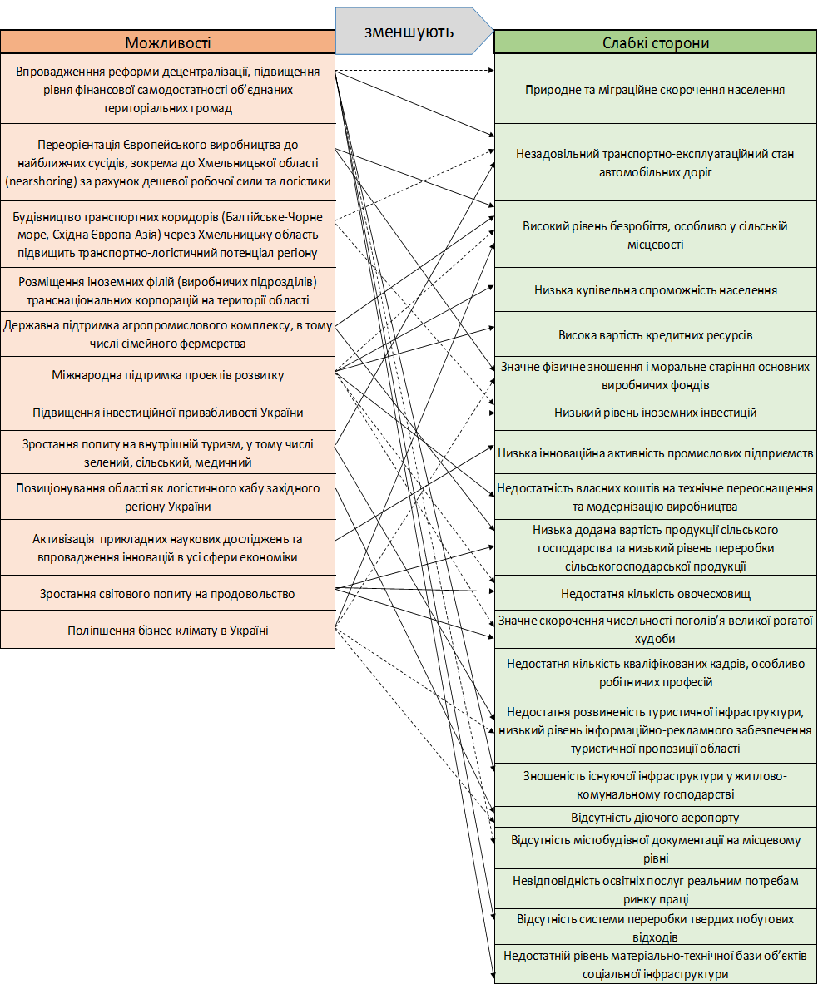 зменшують
Можливості
Впровадженння реформи децентралізації, підвищення
рівня фінансової самодостатності об’єднаних
територіальних громад
Переорієнтація Європейського виробництва до
найближчих сусідів, зокрема до Хмельницької області
(nearshoring) за рахунок дешевої робочої сили та логістики
Будівництво транспортних коридорів (Балтійське-Чорне
море, Східна Європа-Азія) через Хмельницьку область
підвищить транспортно-логістичний потенціал регіону
Розміщення іноземних філій (виробничих підрозділів)
транснаціональних корпорацій на території області
Державна підтримка агропромислового комплексу, в тому
числі сімейного фермерства
Міжнародна підтримка проектів розвитку
Підвищення інвестиційної привабливості України
Зростання попиту на внутрішній туризм, у тому числі
зелений, сільський, медичний
Позиціонування області як логістичного хабу західного
регіону України
Активізація прикладних наукових досліджень та
впровадження інновацій в усі сфери економіки
Зростання світового попиту на продовольство
Поліпшення бізнес-клімату в Україні
Слабкі сторони
Природне та міграційне скорочення населення
Незадовільний транспортно-експлуатаційний стан
автомобільних доріг
Високий рівень безробіття, особливо у сільській
місцевості
Низька купівельна спроможність населення
Висока вартість кредитних ресурсів
Значне фізичне зношення і моральне старіння основних
виробничих фондів
Низький рівень іноземних інвестицій
Низька інноваційна активність промислових підприємств
Недостатність власних коштів на технічне переоснащення
та модернізацію виробництва
Низька додана вартість продукції сільського
господарства та низький рівень переробки
сільськогосподарської продукції
Недостатня кількість овочесховищ
Значне скорочення чисельності поголів’я великої рогатої
худоби
Недостатня кількість кваліфікованих кадрів, особливо
робітничих професій
Недостатня розвиненість туристичної інфраструктури,
низький рівень інформаційно-рекламного забезпечення
туристичної пропозиції області
Зношеність існуючої інфраструктури у житлово-
комунальному господарстві
Відсутність діючого аеропорту
Відсутність містобудівної документації на місцевому
рівні
Невідповідність освітніх послуг реальним потребам
ринку праці
Відсутність системи переробки твердих побутових
відходів
Недостатній рівень матеріально-технічної бази об’єктів
соціальної інфраструктури